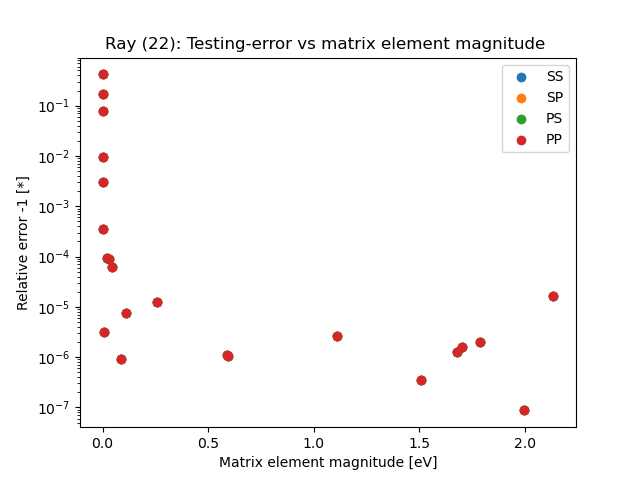 Ray (22): Testing-error vs matrix element magnitude
SS
SP
PS
PP
Relative error -1 [*]
10⁻¹
10⁻²
10⁻³
10⁻⁴
10⁻⁵
10⁻⁶
10⁻⁷
0.0 0.5 1.0 1.5 2.0
Matrix element magnitude [eV]